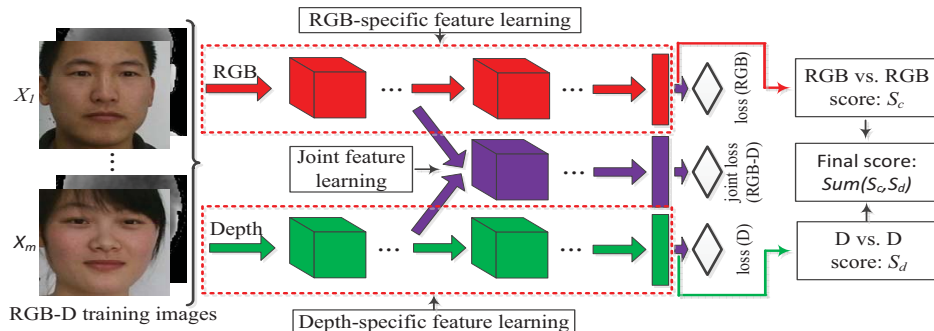 RGB-specific feature learning
X1
⋮
Xm
RGB-D training images
RGB
...
...
loss (RGB)
Joint feature
learning
...
joint loss
(RGB-D)
Depth
...
...
loss (D)
Depth-specific feature learning
RGB vs. RGB
score: Sc
Final score:
Sum(Sc,Sd)
D vs. D
score: Sd